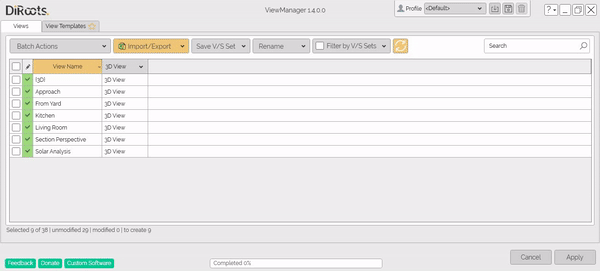 DiRoots
ViewManager 1.4.0.0
Profile <Default>
Views View Templates
Batch Actions Import/Export Save V/S Set Rename Filter by V/S Sets Search
View Name 3D View
{3D} 3D View
Approach 3D View
From Yard 3D View
Kitchen 3D View
Living Room 3D View
Section Perspective 3D View
Solar Analysis 3D View
Selected 9 of 38 | unmodified 29 | modified 0 | to create 9
Feedback Donate Custom Software Completed 0% Cancel Apply